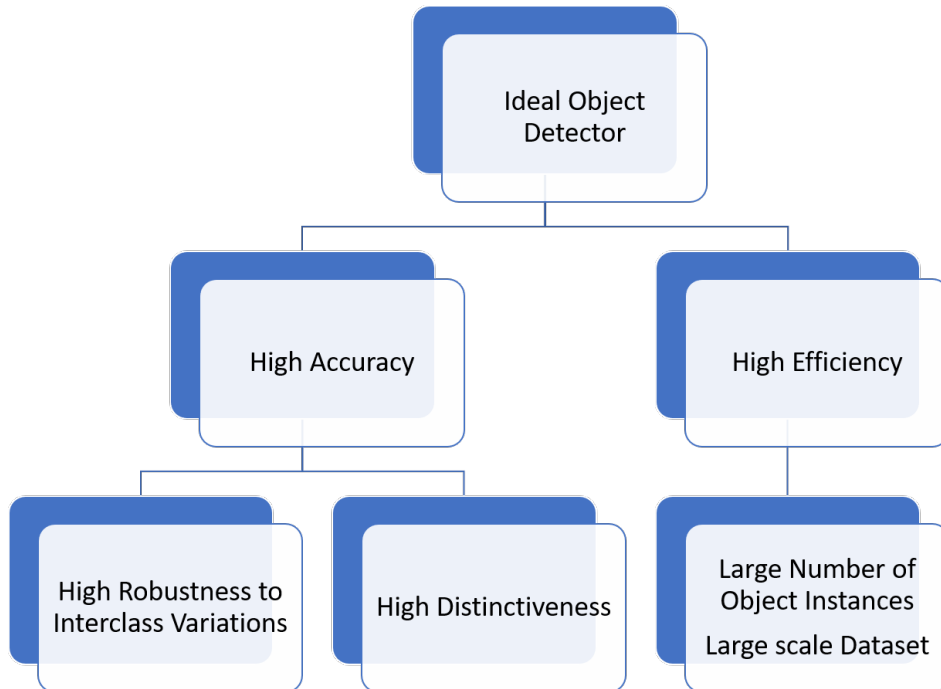 Ideal Object
Detector
High Accuracy
High Efficiency
High Robustness to
Interclass Variations
High Distinctiveness
Large Number of
Object Instances
Large scale Dataset